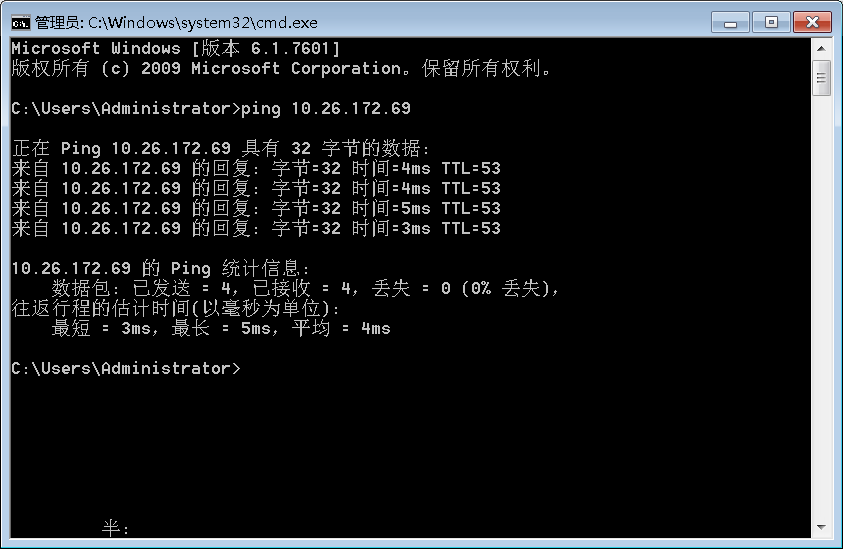 管理员: C:\Windows\system32\cmd.exe
Microsoft Windows [版本 6.1.7601]
版权所有 (c) 2009 Microsoft Corporation。保留所有权利。
C:\Users\Administrator>ping 10.26.172.69
正在 Ping 10.26.172.69 具有 32 字节的数据:
来自 10.26.172.69 的回复: 字节=32 时间=4ms TTL=53
来自 10.26.172.69 的回复: 字节=32 时间=4ms TTL=53
来自 10.26.172.69 的回复: 字节=32 时间=5ms TTL=53
来自 10.26.172.69 的回复: 字节=32 时间=3ms TTL=53
10.26.172.69 的 Ping 统计信息:
数据包: 已发送 = 4，已接收 = 4，丢失 = 0 (0% 丢失)，
往返行程的估计时间(以毫秒为单位):
最短 = 3ms，最长 = 5ms，平均 = 4ms
C:\Users\Administrator>
半: